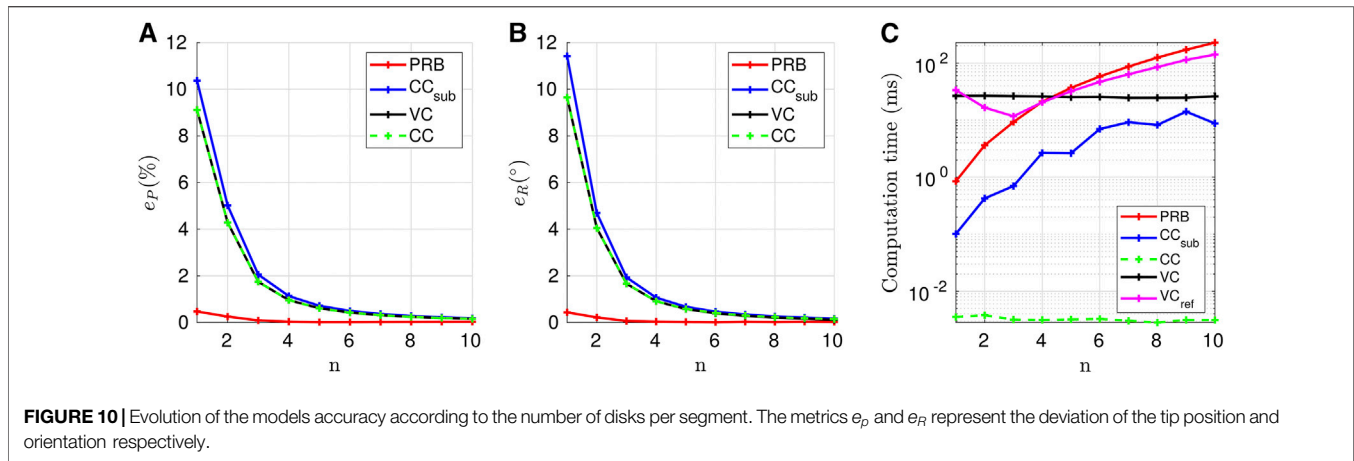 A
12
10
8
6
4
2
0
e_P(%)
PRB
CC_sub
VC
CC
2 4 6 8 10
n
B
12
10
8
6
4
2
0
e_R(°)
PRB
CC_sub
VC
CC
2 4 6 8 10
n
C
10^2
10^0
10^-2
Computation time (ms)
PRB
CC_sub
CC
VC
VC_ref
2 4 6 8 10
n
FIGURE 10 | Evolution of the models accuracy according to the number of disks per segment. The metrics e_p and e_R represent the deviation of the tip position and
orientation respectively.